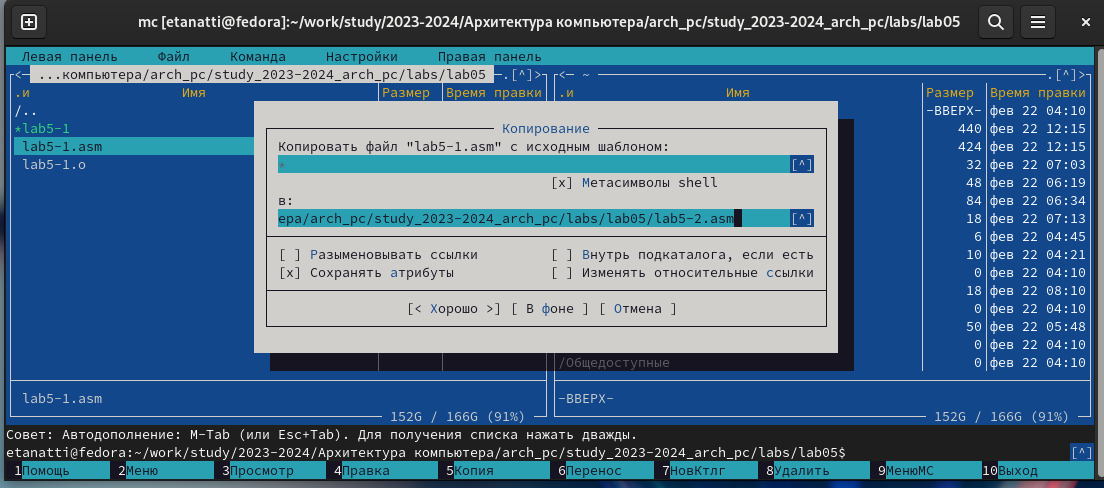 mc [etanatti@fedora]:~/work/study/2023-2024/Архитектура компьютера/arch_pc/study_2023-2024_arch_pc/labs/lab05
Левая панель Файл Команда Настройки Правая панель
<─ ...компьютера/arch_pc/study_2023-2024_arch_pc/labs/lab05 ─.[^]>
.и Имя Размер Время правки
/..
*lab5-1
lab5-1.asm
lab5-1.o
lab5-1.asm
152G / 166G (91%)
<─ ~ .[^]>
.и Имя Размер Время правки
-ВВЕРХ- фев 22 04:10
440 фев 22 12:15
424 фев 22 12:15
32 фев 22 07:03
48 фев 22 06:19
84 фев 22 06:34
18 фев 22 07:13
6 фев 22 04:45
10 фев 22 04:21
0 фев 22 04:10
18 фев 22 08:10
0 фев 22 04:10
50 фев 22 05:48
0 фев 22 04:10
/Общедоступные 0 фев 22 04:10
-ВВЕРХ-
152G / 166G (91%)
Копирование
Копировать файл "lab5-1.asm" с исходным шаблоном:
* [^]
[x] Метасимволы shell
в:
epa/arch_pc/study_2023-2024_arch_pc/labs/lab05/lab5-2.asm [^]
[ ] Разыменовывать ссылки [ ] Внутрь подкаталога, если есть
[x] Сохранять атрибуты [ ] Изменять относительные ссылки
[< Хорошо >] [ В фоне ] [ Отмена ]
Совет: Автодополнение: M-Tab (или Esc+Tab). Для получения списка нажать дважды.
etanatti@fedora:~/work/study/2023-2024/Архитектура компьютера/arch_pc/study_2023-2024_arch_pc/labs/lab05$ [^]
1Помощь 2Меню 3Просмотр 4Правка 5Копия 6Перенос 7НовКтлг 8Удалить 9МенюМС 10Выход